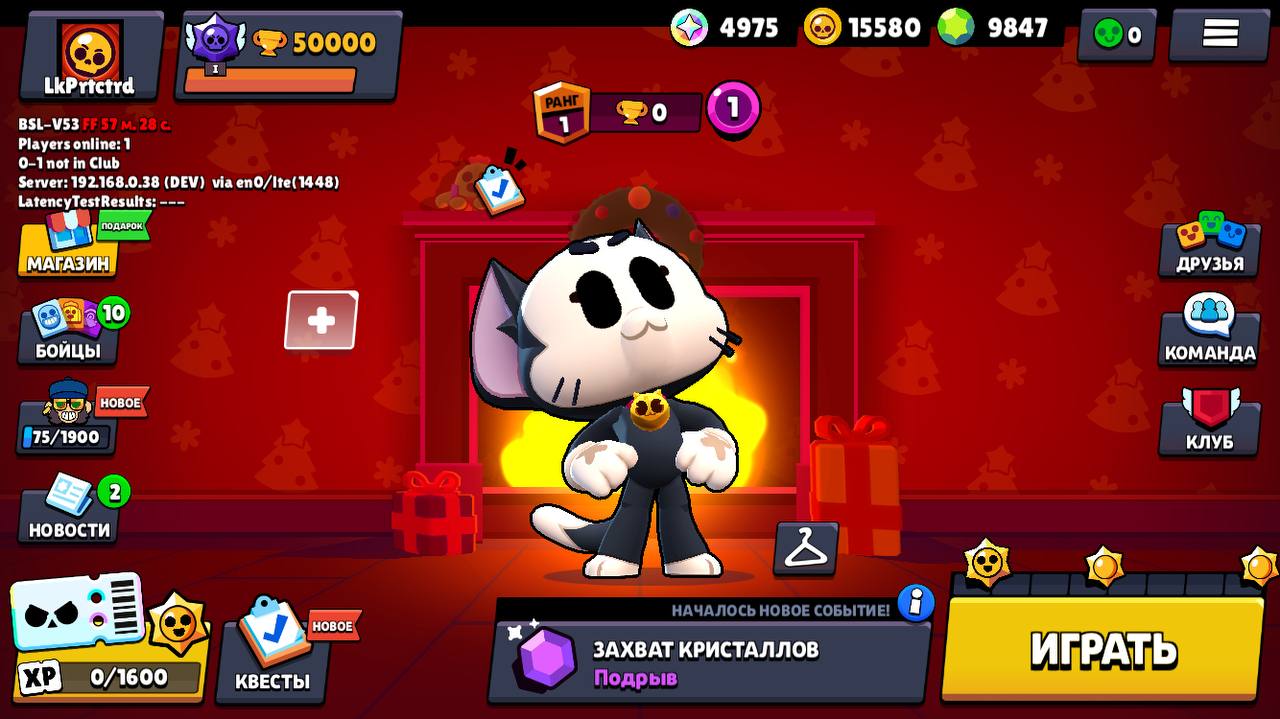 LkPrtctrd
I
50000
4975
15580
9847
0
BSL-V53 FF 57 м. 28 с.
Players online: 1
0-1 not in Club
Server: 192.168.0.38 (DEV) via en0/lte(1448)
LatencyTestResults: ---
РАНГ
1
0
1
ПОДАРОК
МАГАЗИН
10
БОЙЦЫ
НОВОЕ
75/1900
2
НОВОСТИ
ДРУЗЬЯ
КОМАНДА
КЛУБ
XP
0/1600
НОВОЕ
КВЕСТЫ
НАЧАЛОСЬ НОВОЕ СОБЫТИЕ!
ЗАХВАТ КРИСТАЛЛОВ
Подрыв
ИГРАТЬ